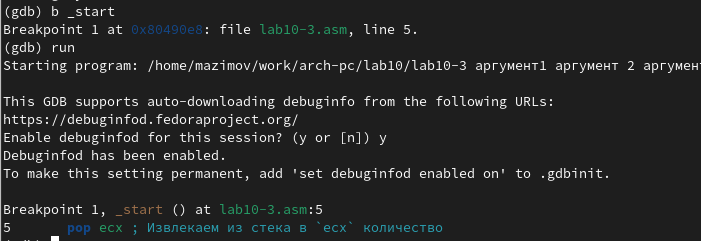 (gdb) b _start
Breakpoint 1 at 0x80490e8: file lab10-3.asm, line 5.
(gdb) run
Starting program: /home/mazimov/work/arch-pc/lab10/lab10-3 аргумент1 аргумент 2 аргумен
This GDB supports auto-downloading debuginfo from the following URLs:
https://debuginfod.fedoraproject.org/
Enable debuginfod for this session? (y or [n]) y
Debuginfod has been enabled.
To make this setting permanent, add 'set debuginfod enabled on' to .gdbinit.
Breakpoint 1, _start () at lab10-3.asm:5
5 pop ecx ; Извлекаем из стека в `ecx` количество